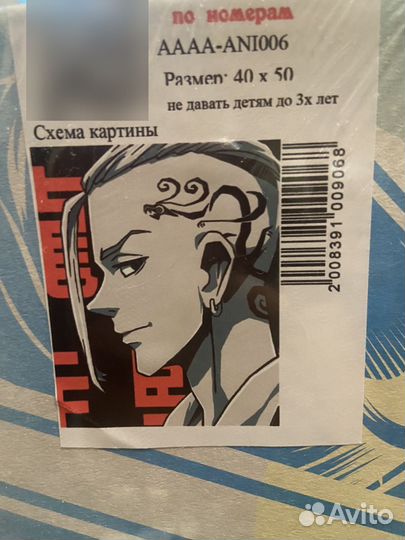 по номерам
AAAA-ANI006
Размер: 40 x 50
не давать детям до 3х лет
Схема картины
2008391009068
Avito